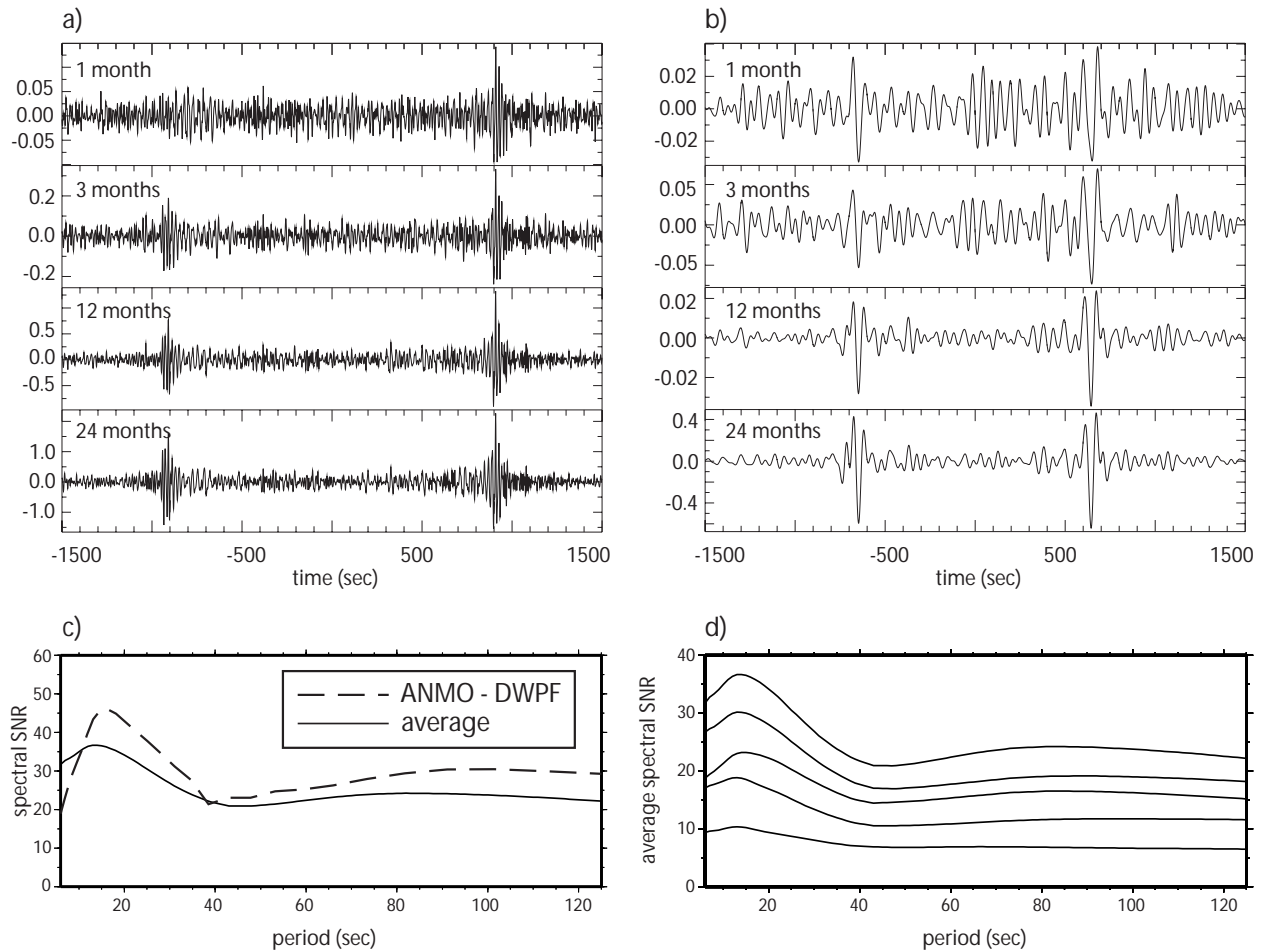 a)
1 month
0.05
0.00
-0.05
3 months
0.2
0.0
-0.2
12 months
0.5
0.0
-0.5
24 months
1.0
0.0
-1.0
-1500 -500 500 1500
time (sec)
b)
1 month
0.02
0.00
-0.02
3 months
0.05
0.00
-0.05
12 months
0.02
0.00
-0.02
24 months
0.4
0.0
-0.4
-1500 -500 500 1500
time (sec)
c)
spectral SNR
60
50
40
30
20
10
0
ANMO - DWPF
average
20 40 60 80 100 120
period (sec)
d)
average spectral SNR
40
30
20
10
0
20 40 60 80 100 120
period (sec)